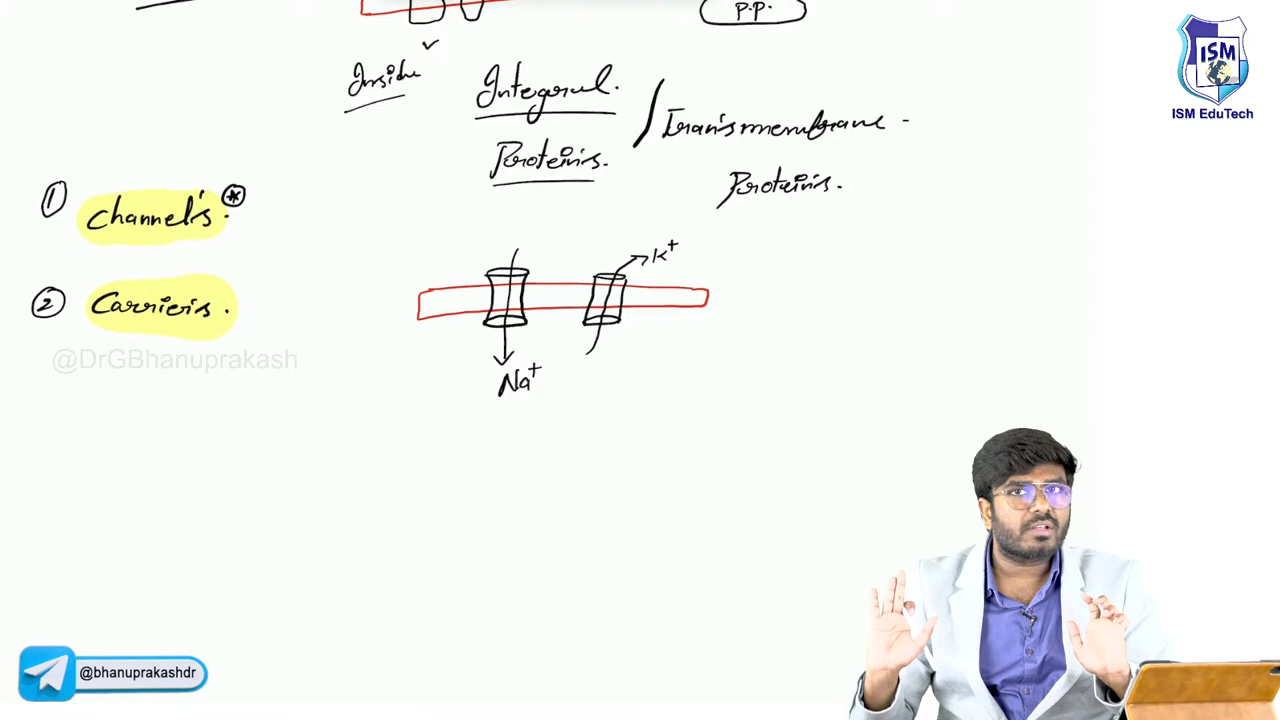 P.P.
ISM
ISM EduTech
Inside
Integral.
Proteins.
/ Transmembrane
Proteins.
① Channels. *
② Carriers.
@DrGBhanuprakash
K+
Na+
@bhanuprakashdr